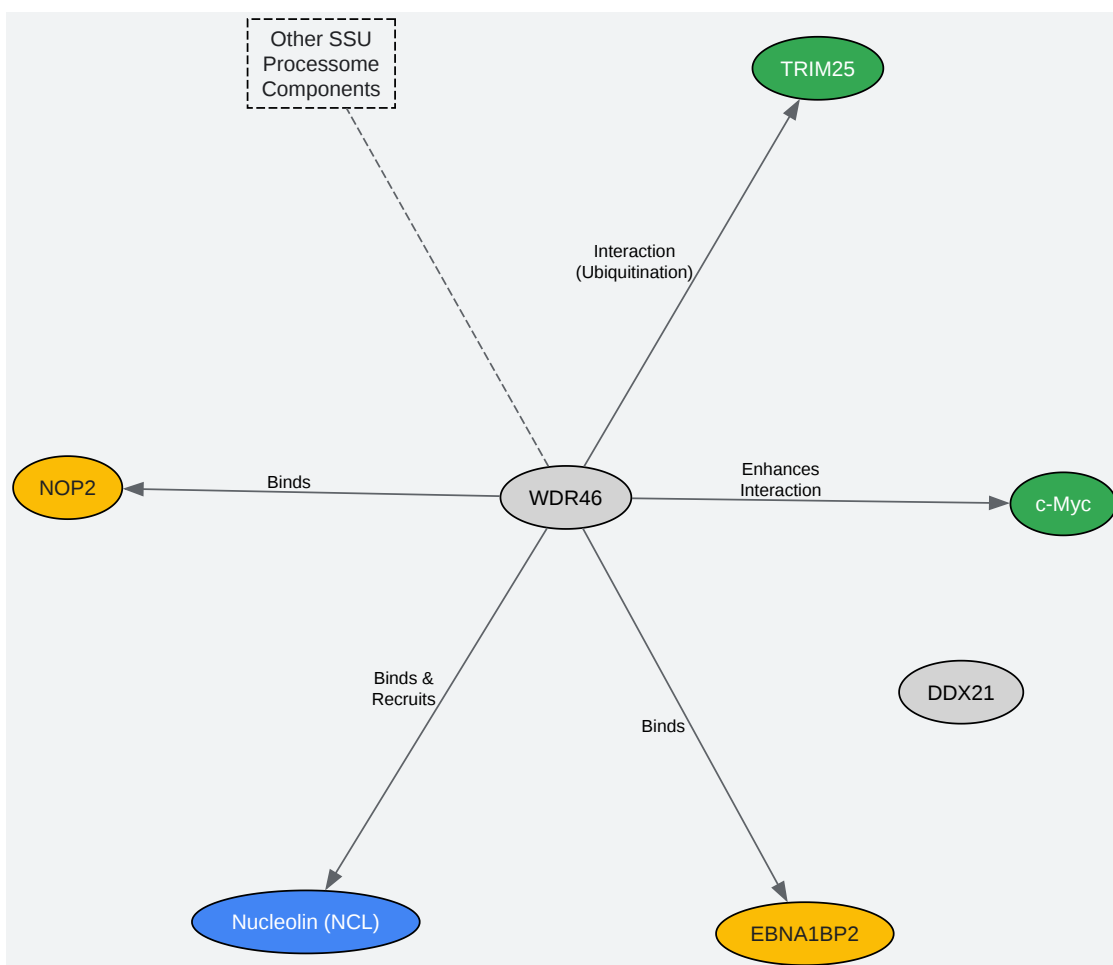 Other SSU
Processome
Components
TRIM25
Interaction
(Ubiquitination)
NOP2
Binds
WDR46
Enhances
Interaction
c-Myc
Binds &
Recruits
Binds
DDX21
Nucleolin (NCL)
EBNA1BP2